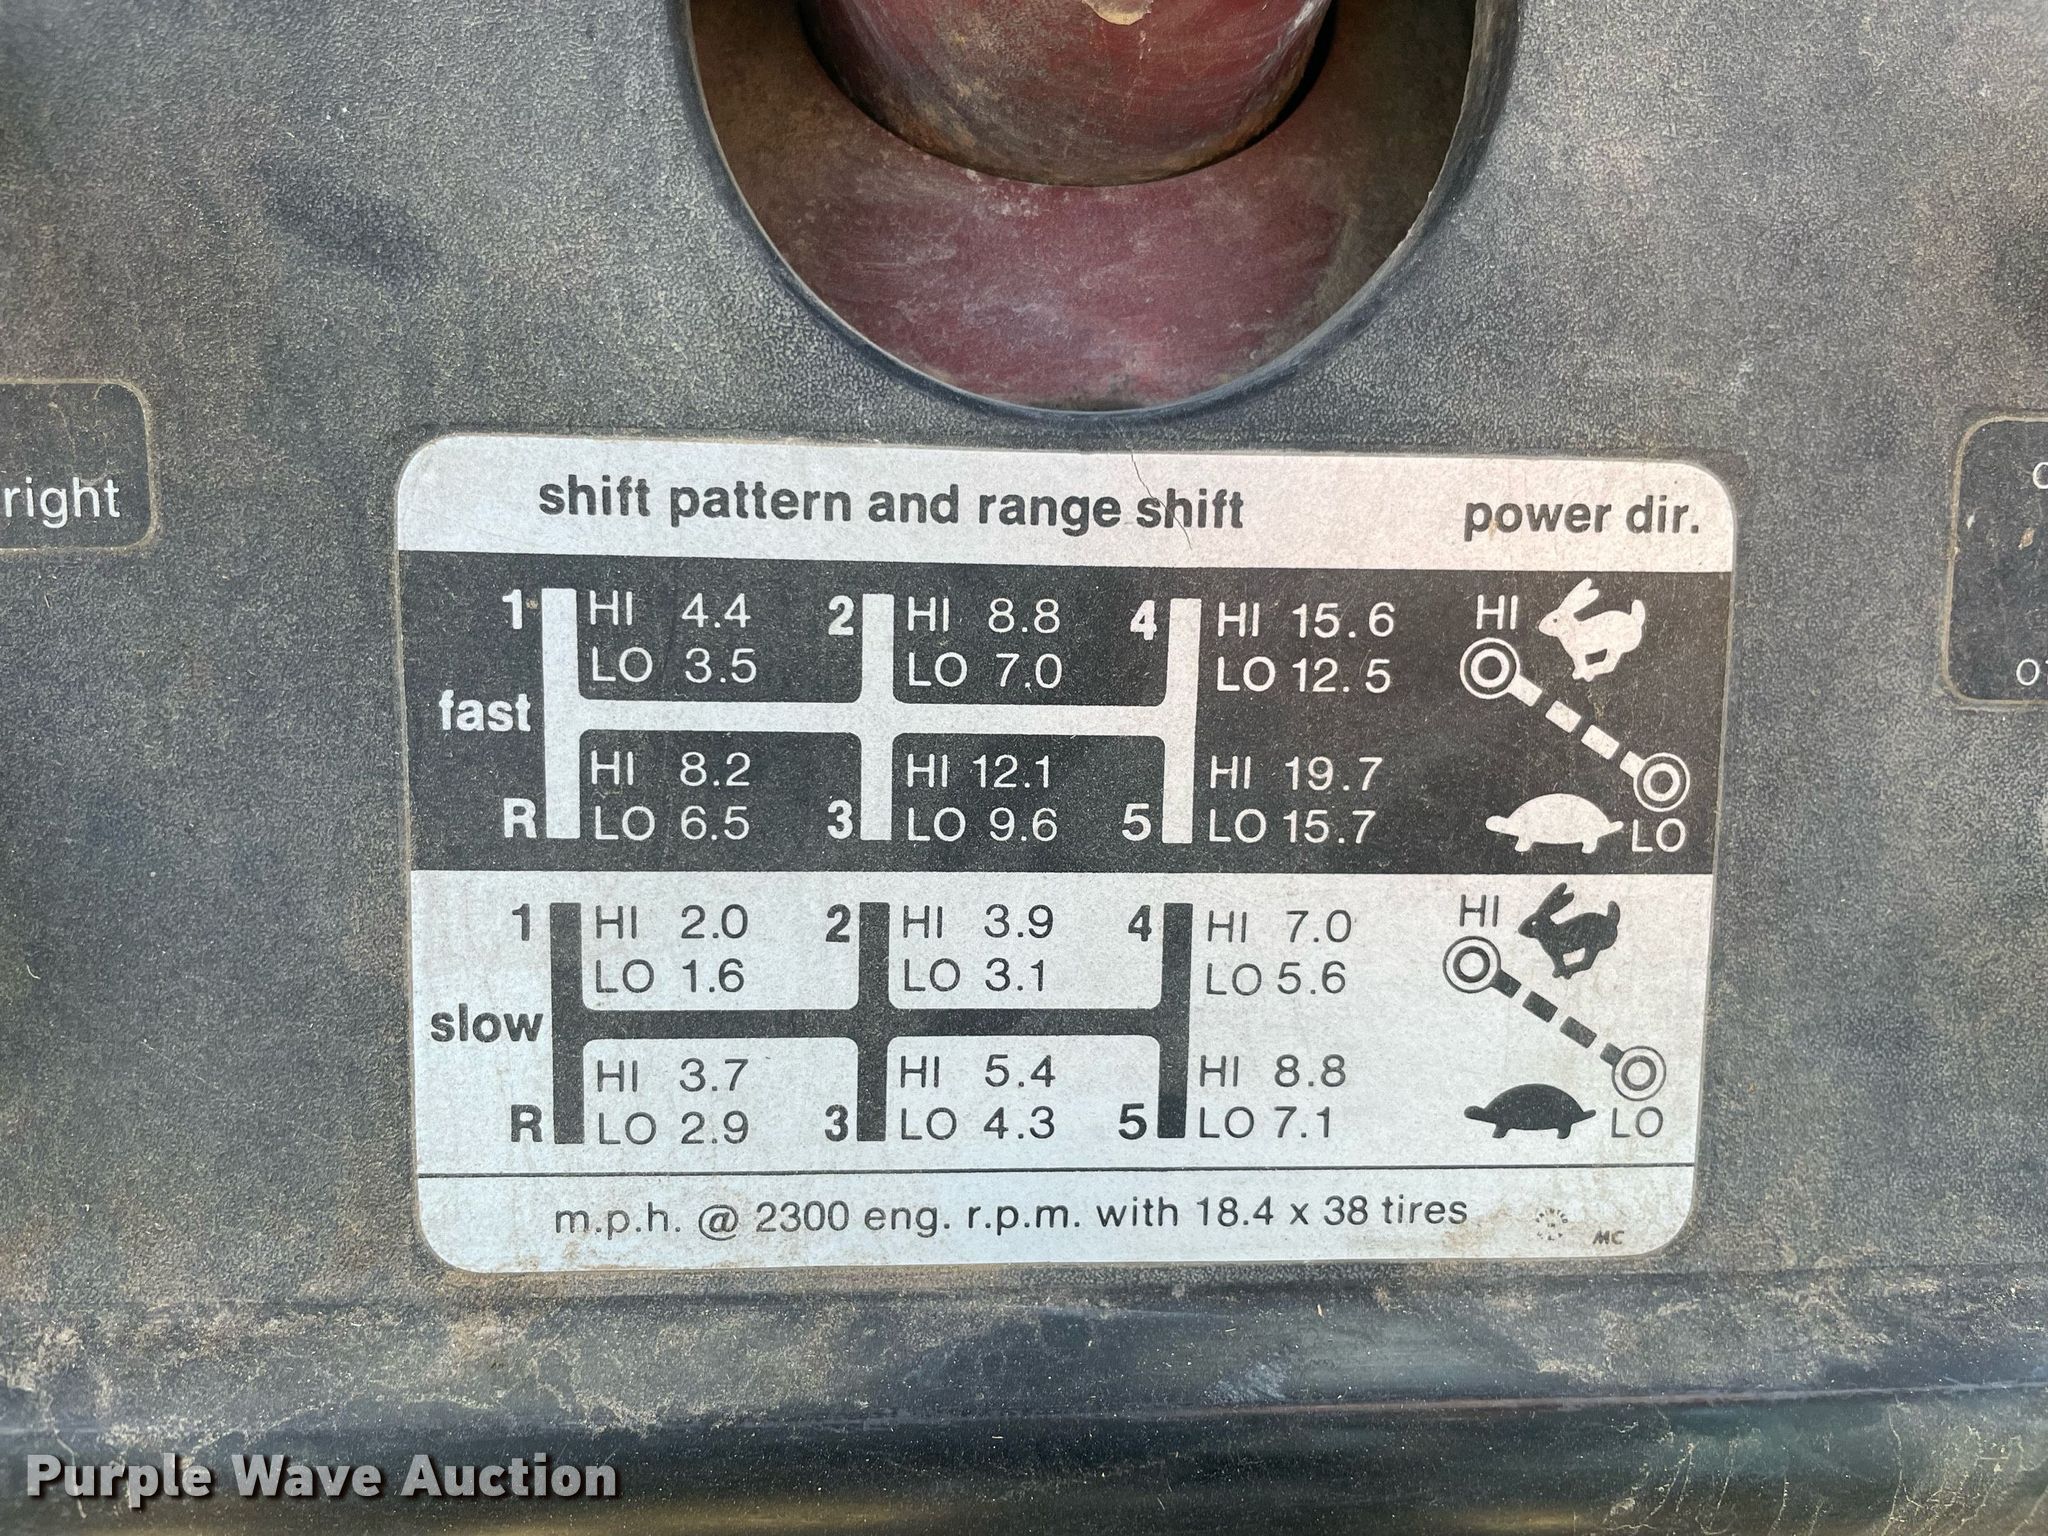 right
shift pattern and range shift power dir.
1 HI 4.4 2 HI 8.8 4 HI 15.6 HI
LO 3.5 LO 7.0 LO 12.5
fast
HI 8.2 HI 12.1 HI 19.7
R LO 6.5 3 LO 9.6 5 LO 15.7 LO
1 HI 2.0 2 HI 3.9 4 HI 7.0 HI
LO 1.6 LO 3.1 LO 5.6
slow
HI 3.7 HI 5.4 HI 8.8
R LO 2.9 3 LO 4.3 5 LO 7.1 LO
m.p.h. @ 2300 eng. r.p.m. with 18.4 x 38 tires
MC
Purple Wave Auction